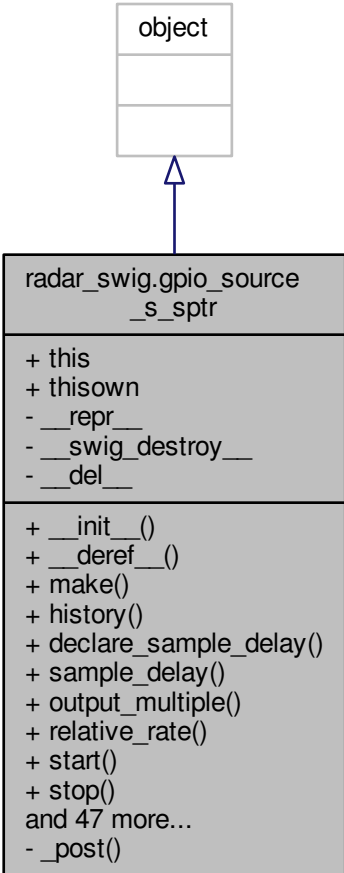 object
radar_swig.gpio_source
_s_sptr
+ this
+ thisown
- __repr__
- __swig_destroy__
- __del__
+ __init__()
+ __deref__()
+ make()
+ history()
+ declare_sample_delay()
+ sample_delay()
+ output_multiple()
+ relative_rate()
+ start()
+ stop()
and 47 more...
- _post()